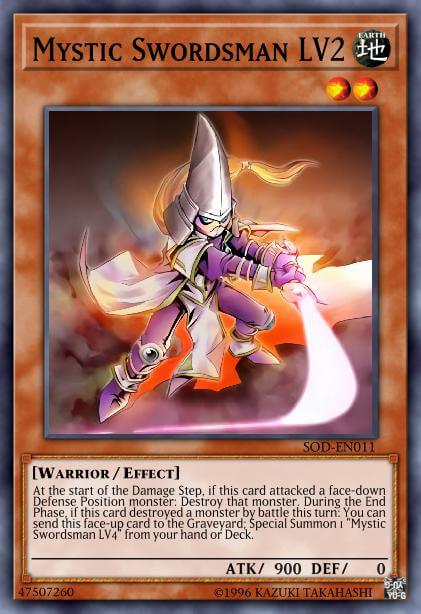 MYSTIC SWORDSMAN LV2
EARTH
地
SOD-EN011
[WARRIOR / EFFECT]
At the start of the Damage Step, if this card attacked a face-down
Defense Position monster: Destroy that monster. During the End
Phase, if this card destroyed a monster by battle this turn: You can
send this face-up card to the Graveyard; Special Summon 1 "Mystic
Swordsman LV4" from your hand or Deck.
ATK/ 900 DEF/ 0
47507260
©1996 KAZUKI TAKAHASHI